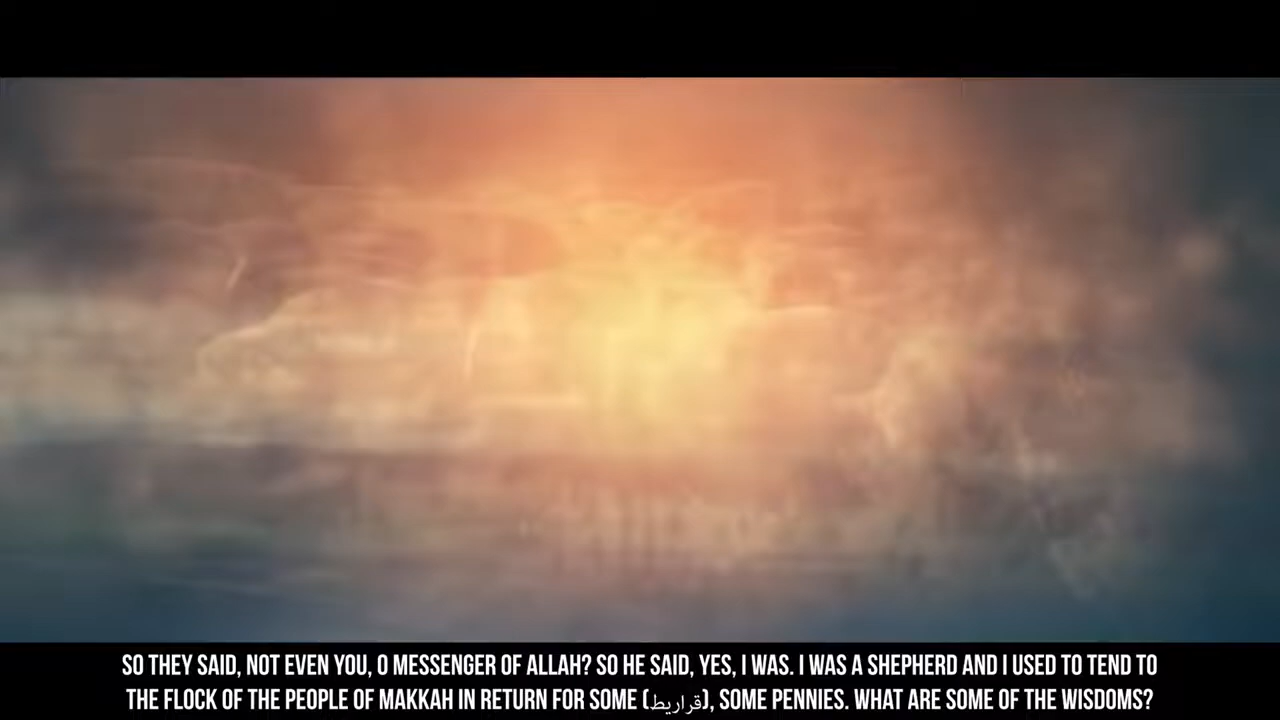 SO THEY SAID, NOT EVEN YOU, O MESSENGER OF ALLAH? SO HE SAID, YES, I WAS. I WAS A SHEPHERD AND I USED TO TEND TO
THE FLOCK OF THE PEOPLE OF MAKKAH IN RETURN FOR SOME (قراريط), SOME PENNIES. WHAT ARE SOME OF THE WISDOMS?